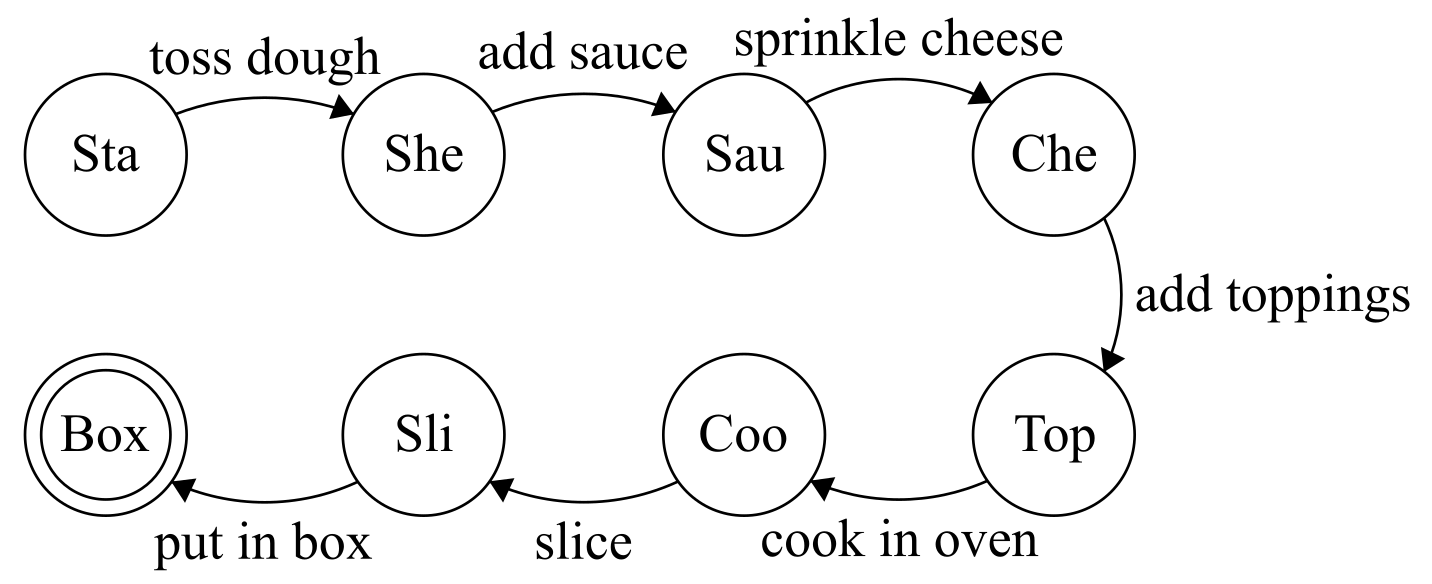 toss dough
add sauce
sprinkle cheese
Sta
She
Sau
Che
add toppings
Box
Sli
Coo
Top
put in box
slice
cook in oven